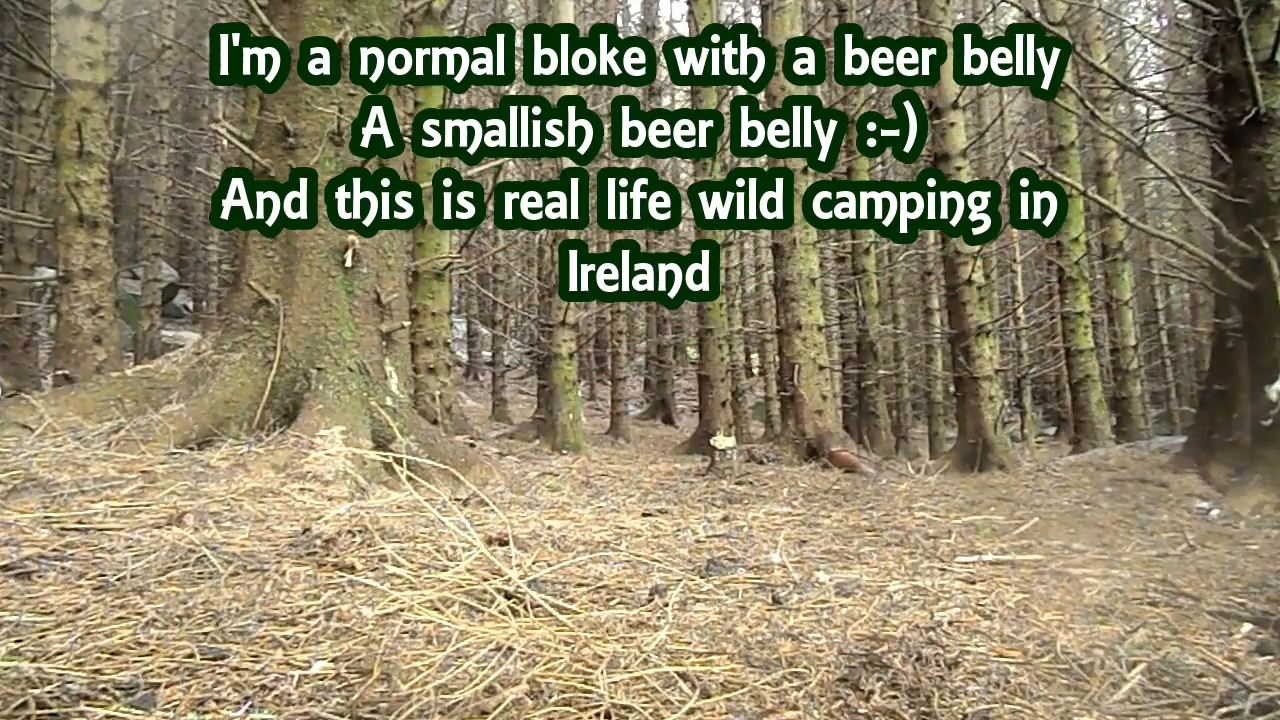 I'm a normal bloke with a beer belly
A smallish beer belly :-)
And this is real life wild camping in
Ireland